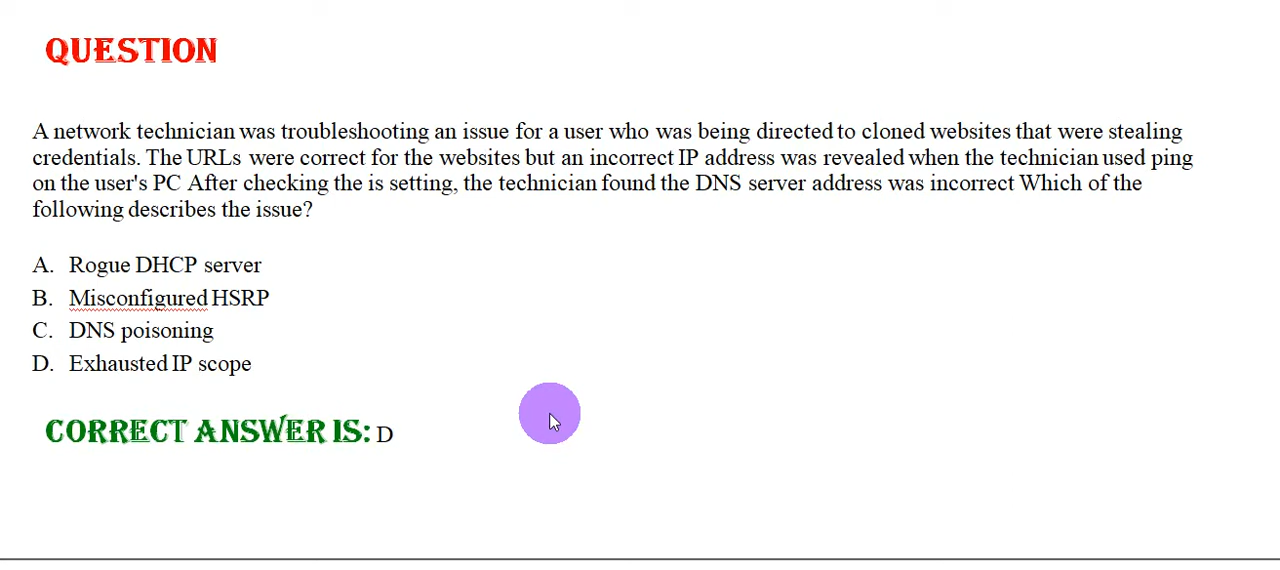 QUESTION
A network technician was troubleshooting an issue for a user who was being directed to cloned websites that were stealing
credentials. The URLs were correct for the websites but an incorrect IP address was revealed when the technician used ping
on the user's PC After checking the is setting, the technician found the DNS server address was incorrect Which of the
following describes the issue?
A. Rogue DHCP server
B. Misconfigured HSRP
C. DNS poisoning
D. Exhausted IP scope
CORRECT ANSWER IS: D